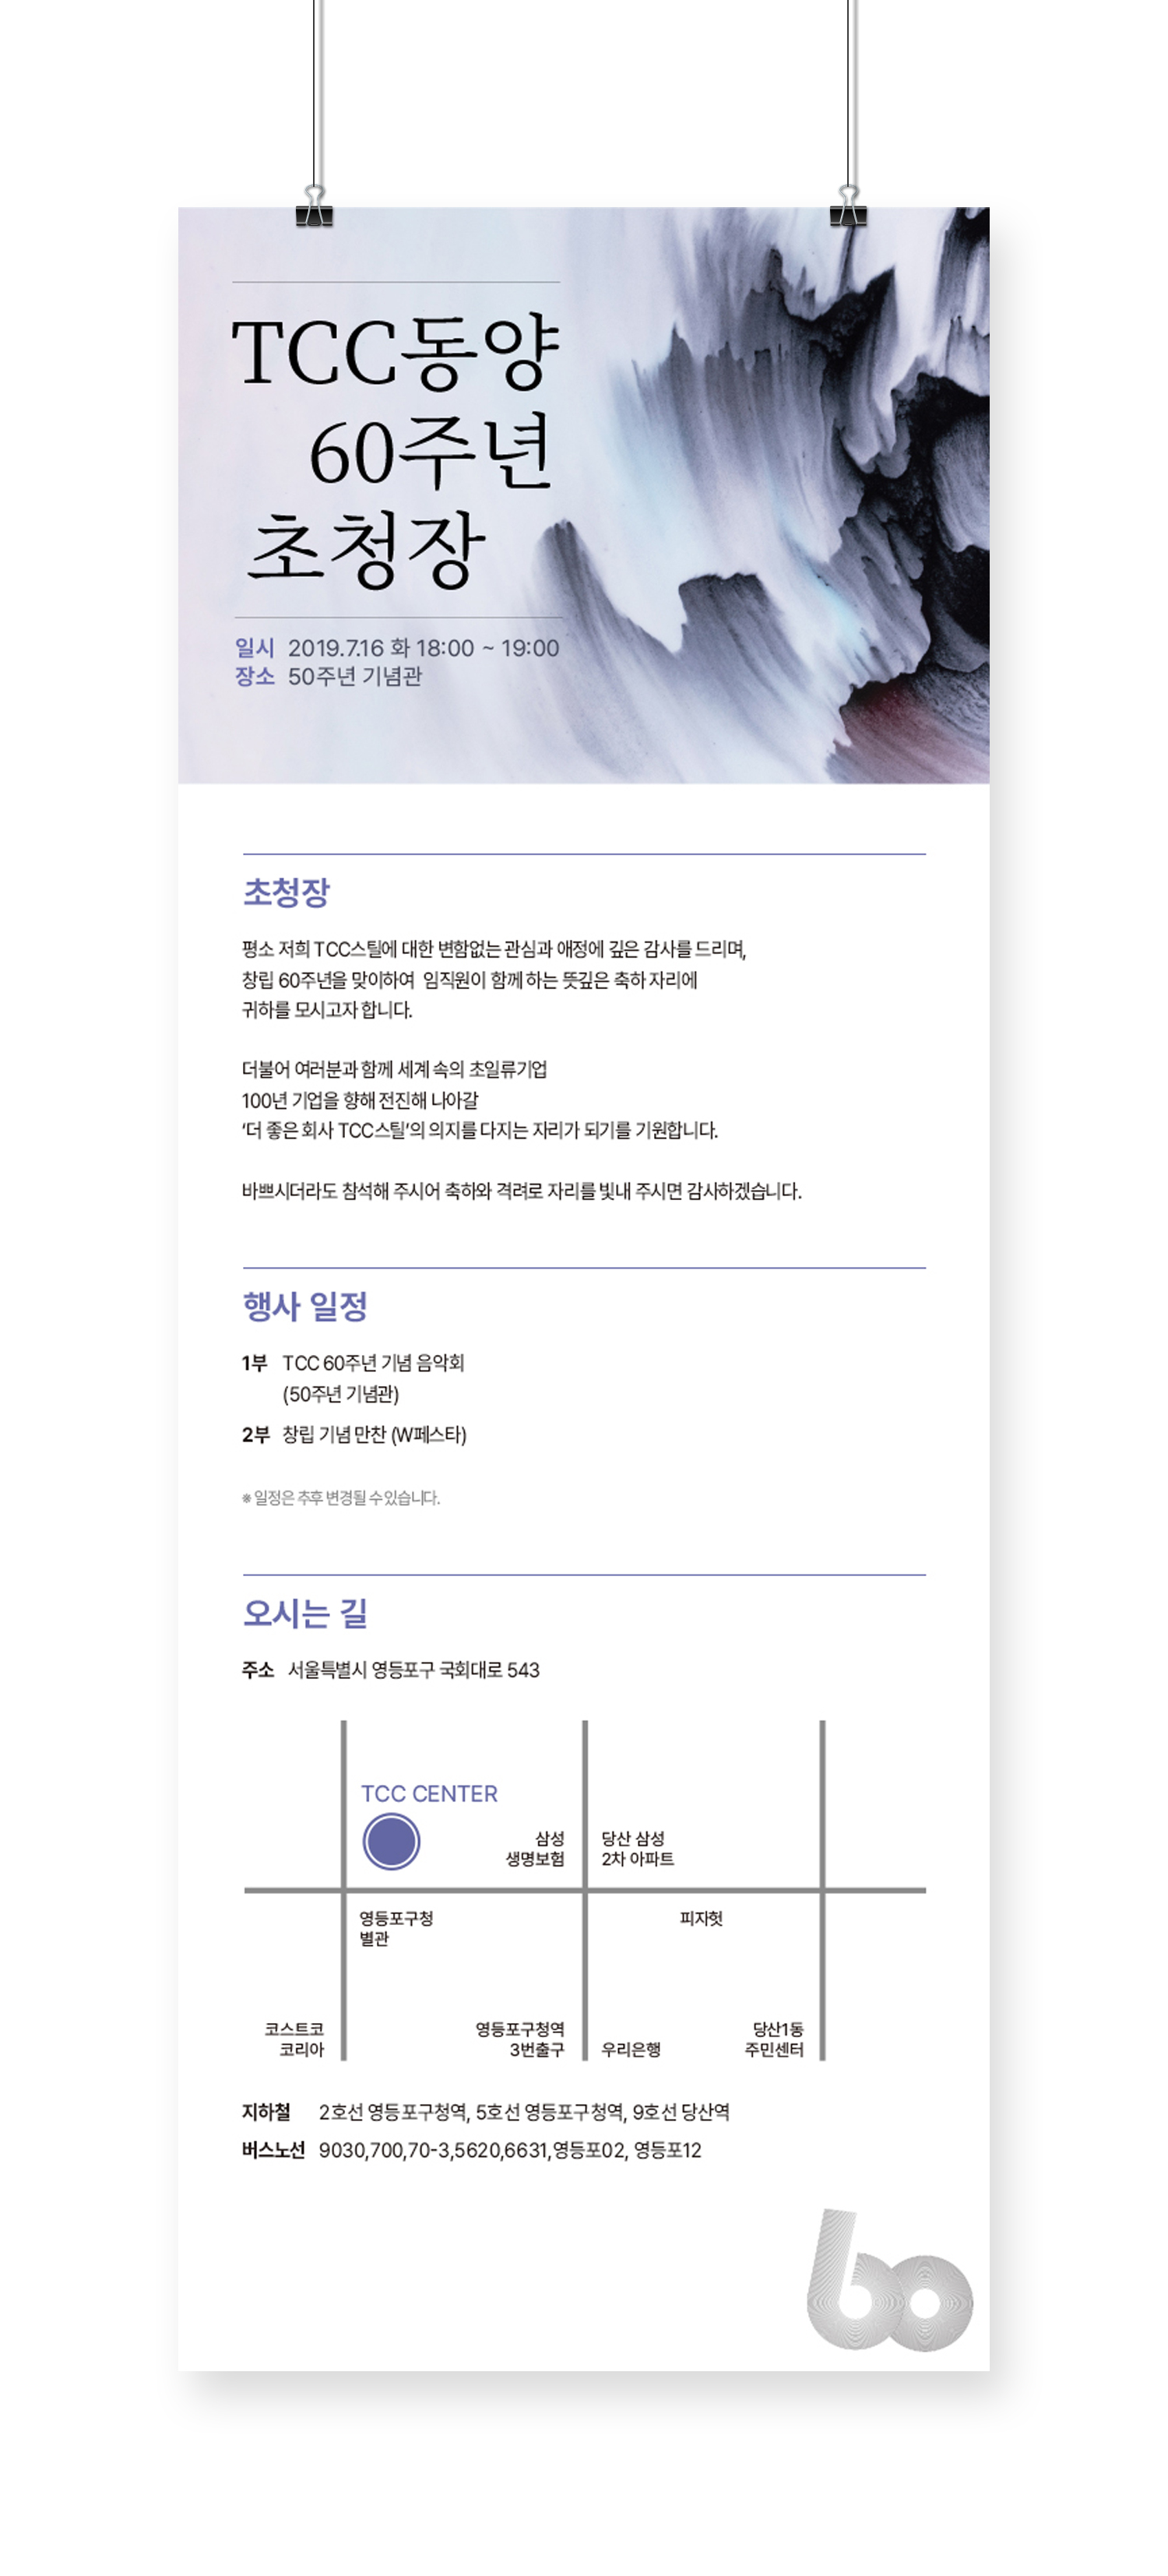 TCC동양
60주년
초청장
일시 2019.7.16 화 18:00 ~ 19:00
장소 50주년 기념관
초청장
평소 저희 TCC스틸에 대한 변함없는 관심과 애정에 깊은 감사를 드리며,
창립 60주년을 맞이하여 임직원이 함께 하는 뜻깊은 축하 자리에
귀하를 모시고자 합니다.
더불어 여러분과 함께 세계 속의 초일류기업
100년 기업을 향해 전진해 나아갈
‘더 좋은 회사 TCC스틸’의 의지를 다지는 자리가 되기를 기원합니다.
바쁘시더라도 참석해 주시어 축하와 격려로 자리를 빛내 주시면 감사하겠습니다.
행사 일정
1부 TCC 60주년 기념 음악회
(50주년 기념관)
2부 창립 기념 만찬 (W페스타)
※ 일정은 추후 변경될 수 있습니다.
오시는 길
주소 서울특별시 영등포구 국회대로 543
TCC CENTER
삼성
생명보험
당산 삼성
2차 아파트
영등포구청
별관
피자헛
코스트코
코리아
영등포구청역
3번출구
우리은행
당산1동
주민센터
지하철 2호선 영등포구청역, 5호선 영등포구청역, 9호선 당산역
버스노선 9030,700,70-3,5620,6631,영등포02, 영등포12
60